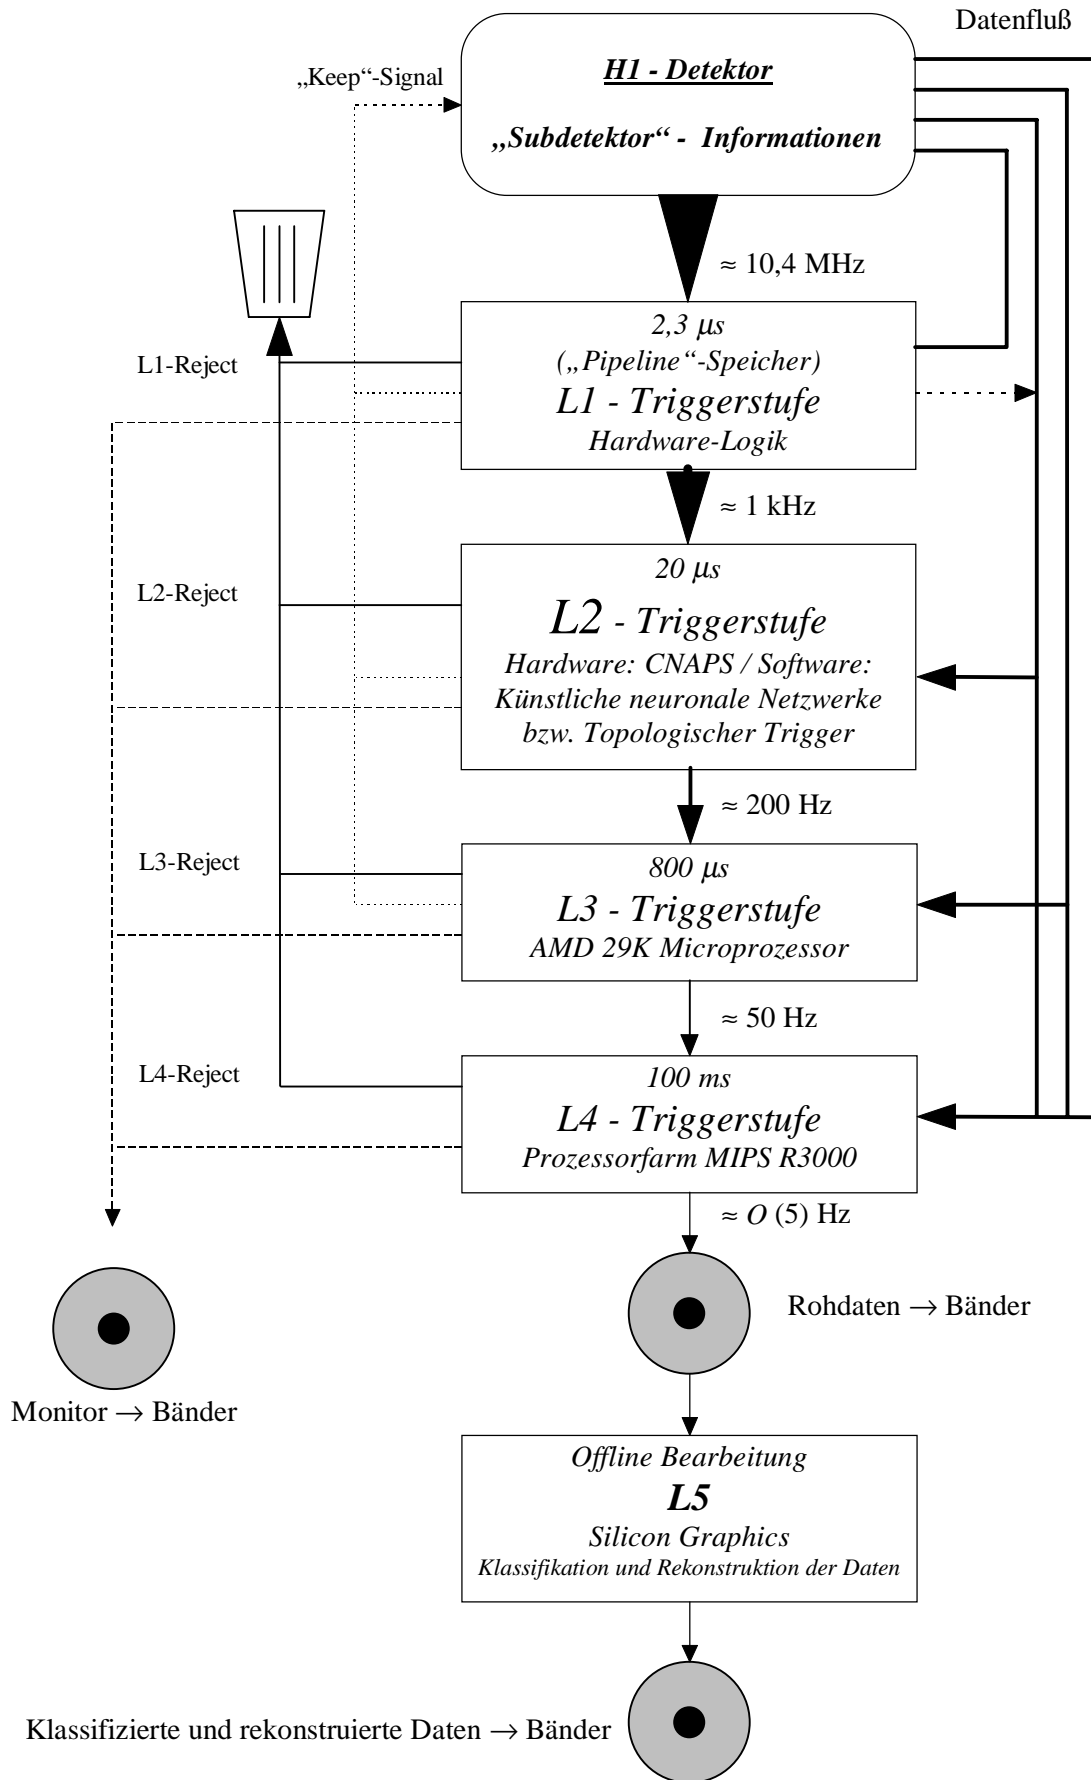 Datenfluß
H1 - Detektor
„Keep“-Signal
„Subdetektor“ - Informationen
≈ 10,4 MHz
2,3 µs
(„Pipeline“-Speicher)
L1 - Triggerstufe
Hardware-Logik
L1-Reject
≈ 1 kHz
20 µs
L2 - Triggerstufe
Hardware: CNAPS / Software:
Künstliche neuronale Netzwerke
bzw. Topologischer Trigger
L2-Reject
≈ 200 Hz
800 µs
L3 - Triggerstufe
AMD 29K Microprozessor
L3-Reject
≈ 50 Hz
100 ms
L4 - Triggerstufe
Prozessorfarm MIPS R3000
L4-Reject
≈ O (5) Hz
Rohdaten → Bänder
Monitor → Bänder
Offline Bearbeitung
L5
Silicon Graphics
Klassifikation und Rekonstruktion der Daten
Klassifizierte und rekonstruierte Daten → Bänder